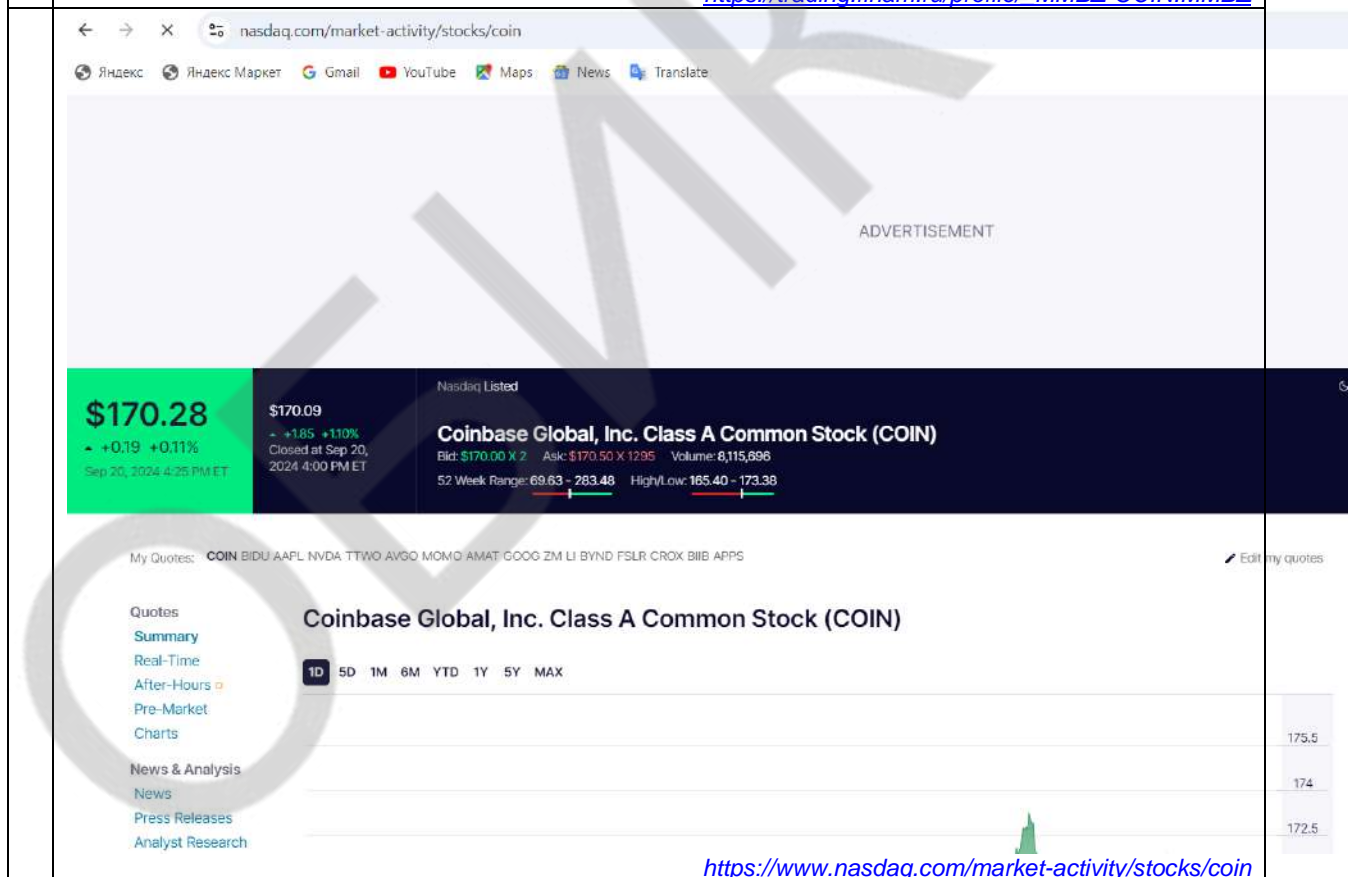 nasdaq.com/market-activity/stocks/coin
Яндекс Яндекс Маркет Gmail YouTube Maps News Translate
ADVERTISEMENT
Nasdaq Listed
$170.28
+0.19 +0.11%
Sep 20, 2024 4:25 PM ET
$170.09
+1.85 +1.10%
Closed at Sep 20,
2024 4:00 PM ET
Coinbase Global, Inc. Class A Common Stock (COIN)
Bid: $170.00 X 2 Ask: $170.50 X 1295 Volume: 8,115,696
52 Week Range: 69.63 - 283.48 High/Low: 165.40 - 173.38
My Quotes: COIN BIDU AAPL NVDA TTWO AVGO MOMO AMAT GOOG ZM LI BYND FSLR CROX BIIB APPS
Edit my quotes
Quotes
Summary
Real-Time
After-Hours
Pre-Market
Charts
News & Analysis
News
Press Releases
Analyst Research
Coinbase Global, Inc. Class A Common Stock (COIN)
1D 5D 1M 6M YTD 1Y 5Y MAX
175.5
174
172.5
https://www.nasdaq.com/market-activity/stocks/coin